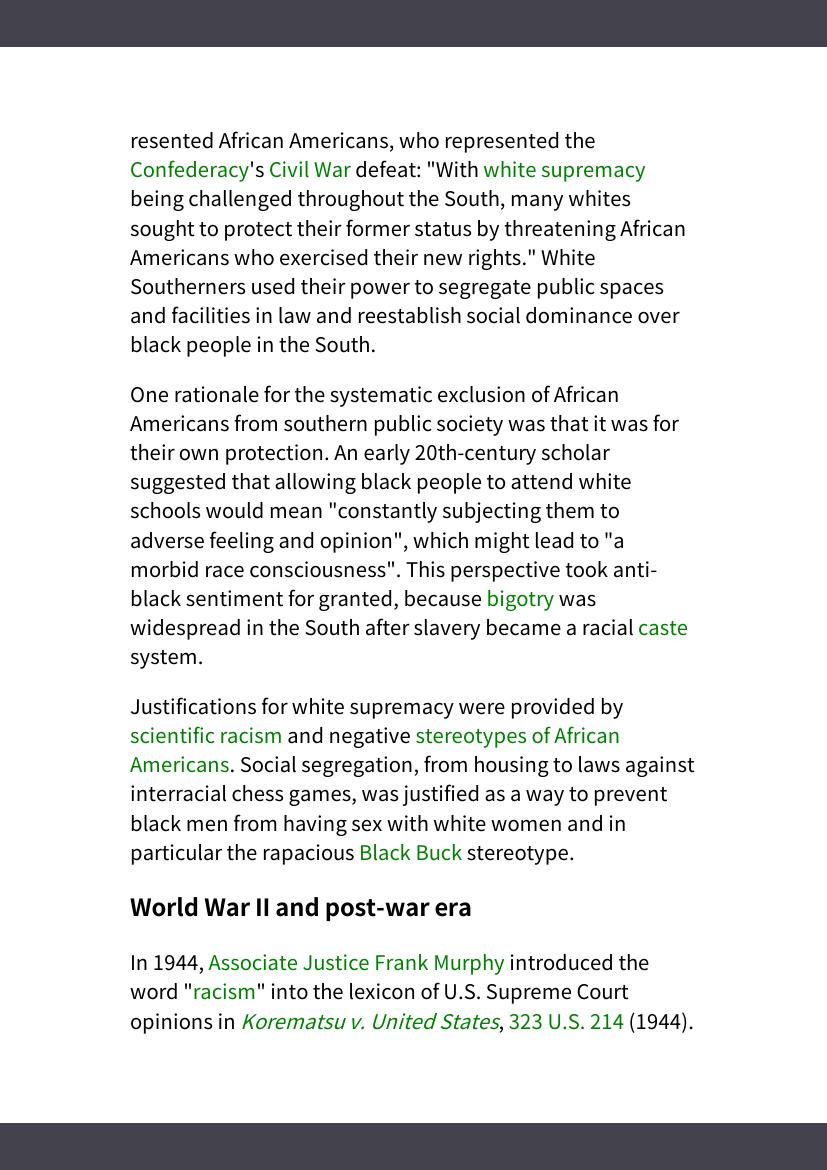 resented African Americans, who represented the
Confederacy's Civil War defeat: "With white supremacy
being challenged throughout the South, many whites
sought to protect their former status by threatening African
Americans who exercised their new rights." White
Southerners used their power to segregate public spaces
and facilities in law and reestablish social dominance over
black people in the South.
One rationale for the systematic exclusion of African
Americans from southern public society was that it was for
their own protection. An early 20th-century scholar
suggested that allowing black people to attend white
schools would mean "constantly subjecting them to
adverse feeling and opinion", which might lead to "a
morbid race consciousness". This perspective took anti-
black sentiment for granted, because bigotry was
widespread in the South after slavery became a racial caste
system.
Justifications for white supremacy were provided by
scientific racism and negative stereotypes of African
Americans. Social segregation, from housing to laws against
interracial chess games, was justified as a way to prevent
black men from having sex with white women and in
particular the rapacious Black Buck stereotype.
World War II and post-war era
In 1944, Associate Justice Frank Murphy introduced the
word "racism" into the lexicon of U.S. Supreme Court
opinions in Korematsu v. United States, 323 U.S. 214 (1944).